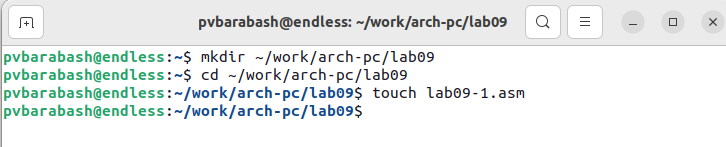 pvbarabash@endless: ~/work/arch-pc/lab09
pvbarabash@endless:~$ mkdir ~/work/arch-pc/lab09
pvbarabash@endless:~$ cd ~/work/arch-pc/lab09
pvbarabash@endless:~/work/arch-pc/lab09$ touch lab09-1.asm
pvbarabash@endless:~/work/arch-pc/lab09$